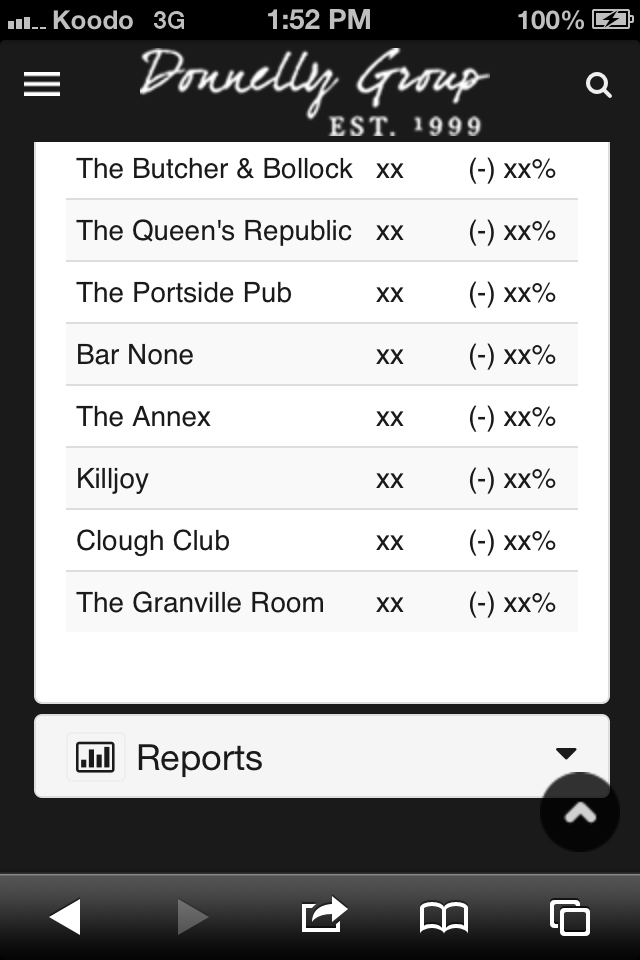 Koodo 3G 1:52 PM 100%
Donnelly Group
EST. 1999
The Butcher & Bollock xx (-) xx%
The Queen's Republic xx (-) xx%
The Portside Pub xx (-) xx%
Bar None xx (-) xx%
The Annex xx (-) xx%
Killjoy xx (-) xx%
Clough Club xx (-) xx%
The Granville Room xx (-) xx%
Reports